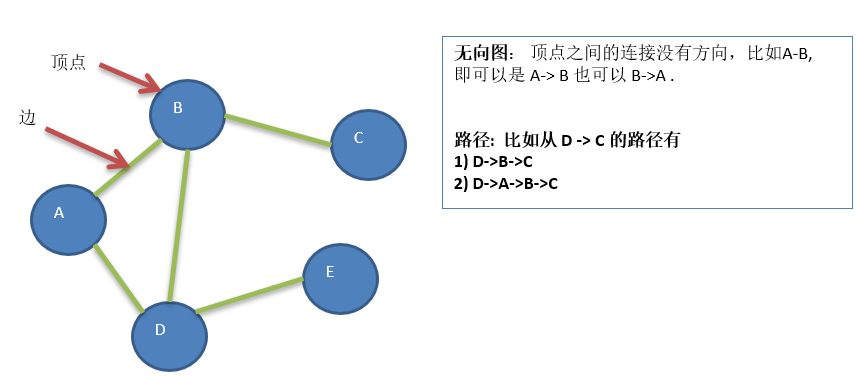 顶点
边
B
C
A
E
D
无向图： 顶点之间的连接没有方向，比如A-B,
即可以是 A-> B 也可以 B->A .
路径: 比如从 D -> C 的路径有
1) D->B->C
2) D->A->B->C